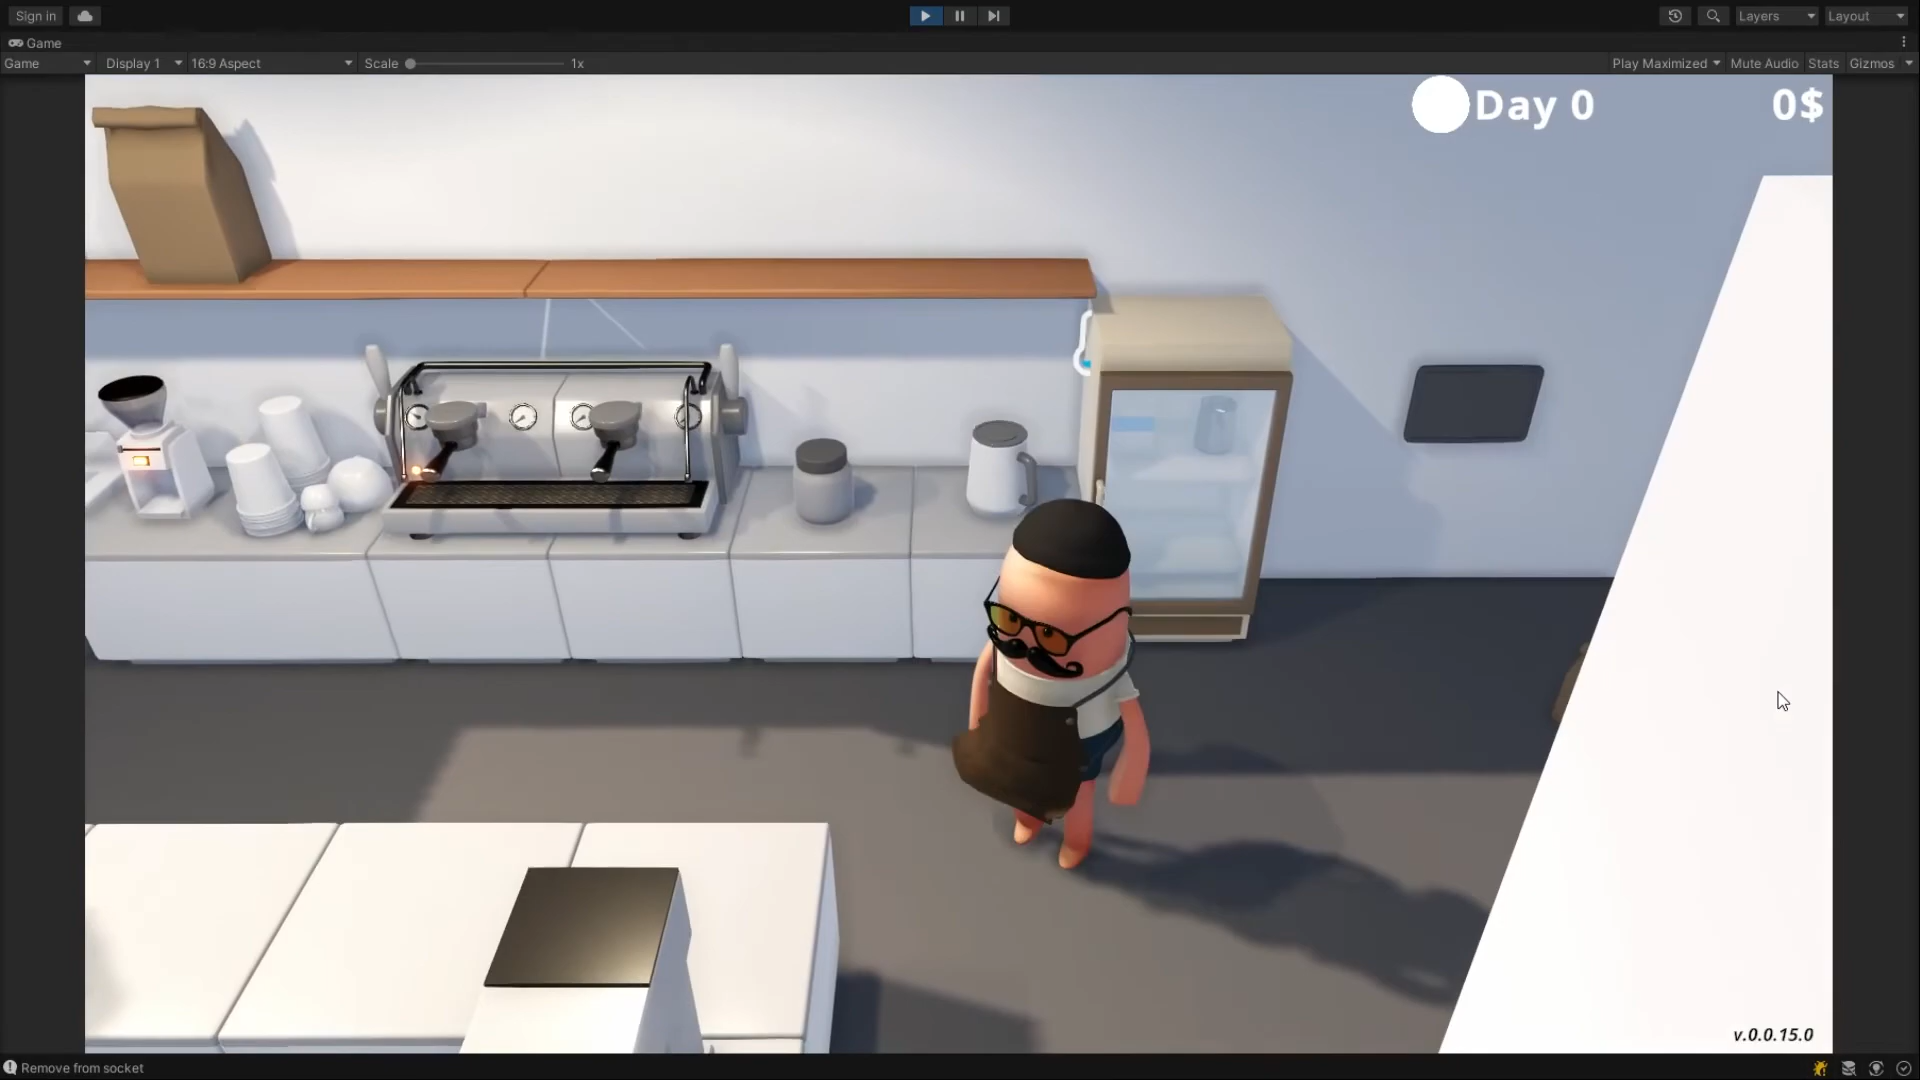 Sign in
Layers
Layout
Game
Game
Display 1
16:9 Aspect
Scale
1x
Play Maximized
Mute Audio
Stats
Gizmos
Day 0
0$
v.0.0.15.0
Remove from socket